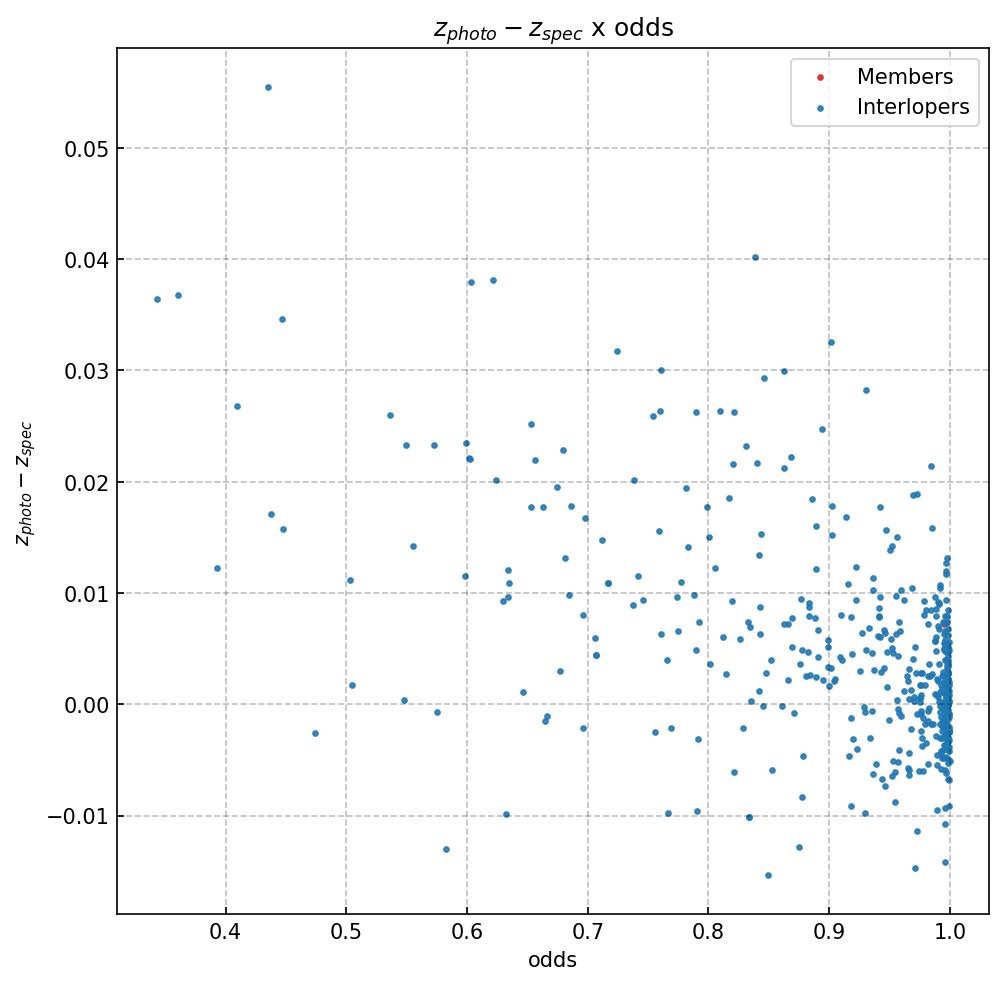 z_photo − z_spec x odds
Members
Interlopers
0.05
0.04
0.03
0.02
0.01
0.00
−0.01
z_photo − z_spec
0.4 0.5 0.6 0.7 0.8 0.9 1.0
odds